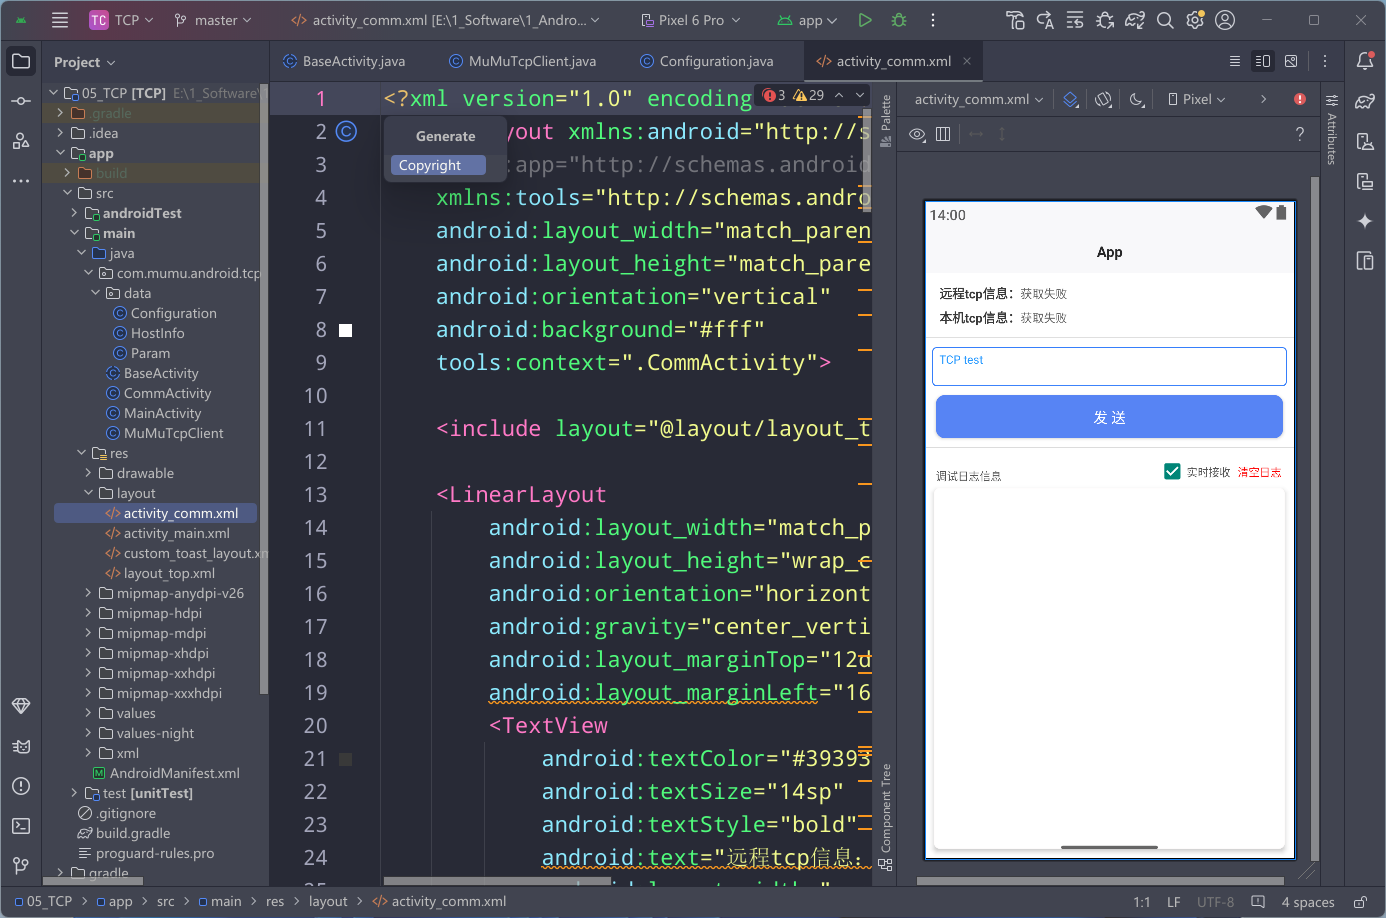 TC TCP master activity_comm.xml [E:\1_Software\1_Andro... Pixel 6 Pro app
Project
BaseActivity.java MuMuTcpClient.java Configuration.java activity_comm.xml
05_TCP [TCP] E:\1_Software\
.gradle
.idea
app
build
src
androidTest
main
java
com.mumu.android.tcp
data
Configuration
HostInfo
Param
BaseActivity
CommActivity
MainActivity
MuMuTcpClient
res
drawable
layout
activity_comm.xml
activity_main.xml
custom_toast_layout.xm
layout_top.xml
mipmap-anydpi-v26
mipmap-hdpi
mipmap-mdpi
mipmap-xhdpi
mipmap-xxhdpi
mipmap-xxxhdpi
values
values-night
xml
AndroidManifest.xml
test [unitTest]
.gitignore
build.gradle
proguard-rules.pro
gradle
1 <?xml version="1.0" encoding
3 29
Generate
Copyright
2 yout xmlns:android="http://s
3 :app="http://schemas.android
4 xmlns:tools="http://schemas.andro
5 android:layout_width="match_paren
6 android:layout_height="match_pare
7 android:orientation="vertical"
8 android:background="#fff"
9 tools:context=".CommActivity">
10
11 <include layout="@layout/layout_t
12
13 <LinearLayout
14 android:layout_width="match_p
15 android:layout_height="wrap_c
16 android:orientation="horizont
17 android:gravity="center_verti
18 android:layout_marginTop="12d
19 android:layout_marginLeft="16
20 <TextView
21 android:textColor="#39393
22 android:textSize="14sp"
23 android:textStyle="bold"
24 android:text="远程tcp信息:
Palette
Component Tree
activity_comm.xml Pixel
?
Attributes
14:00
App
远程tcp信息： 获取失败
本机tcp信息： 获取失败
TCP test
发 送
调试日志信息 实时接收 清空日志
05_TCP > app > src > main > res > layout > activity_comm.xml
1:1 LF UTF-8 4 spaces